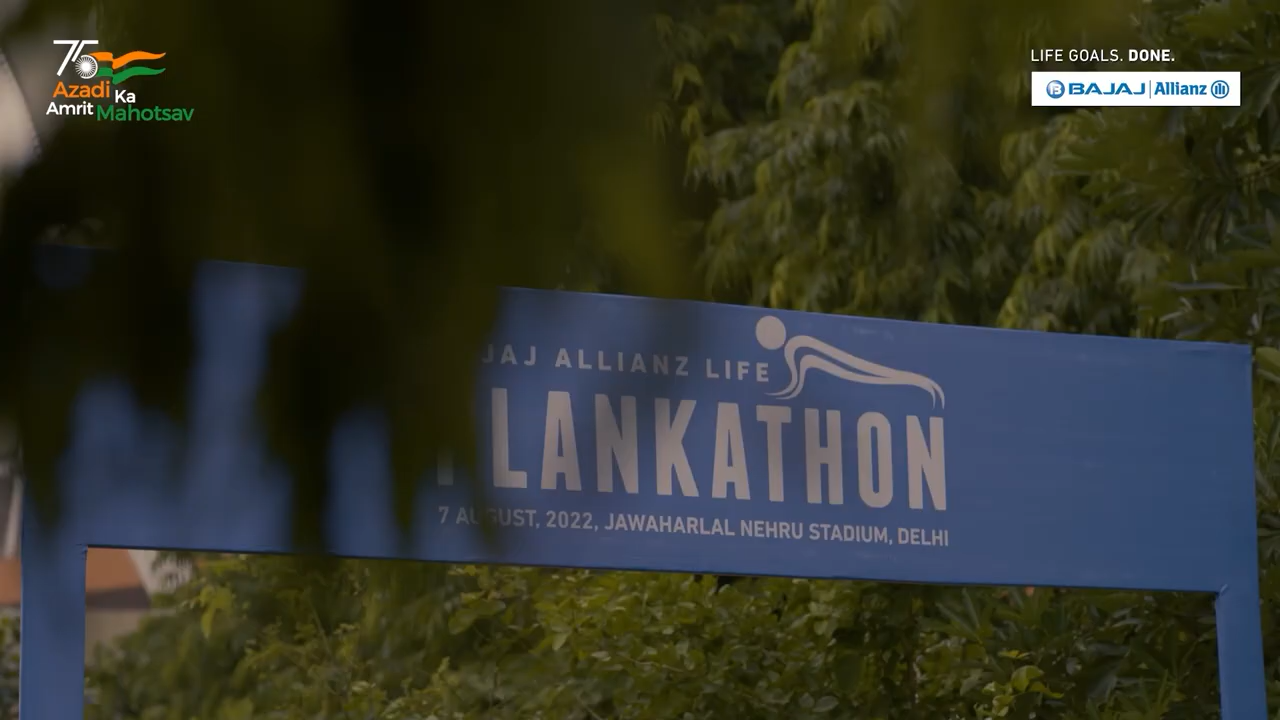 75
Azadi Ka
Amrit Mahotsav
LIFE GOALS. DONE.
BAJAJ | Allianz
JAJ ALLIANZ LIFE
LANKATHON
7 AUGUST, 2022, JAWAHARLAL NEHRU STADIUM, DELHI